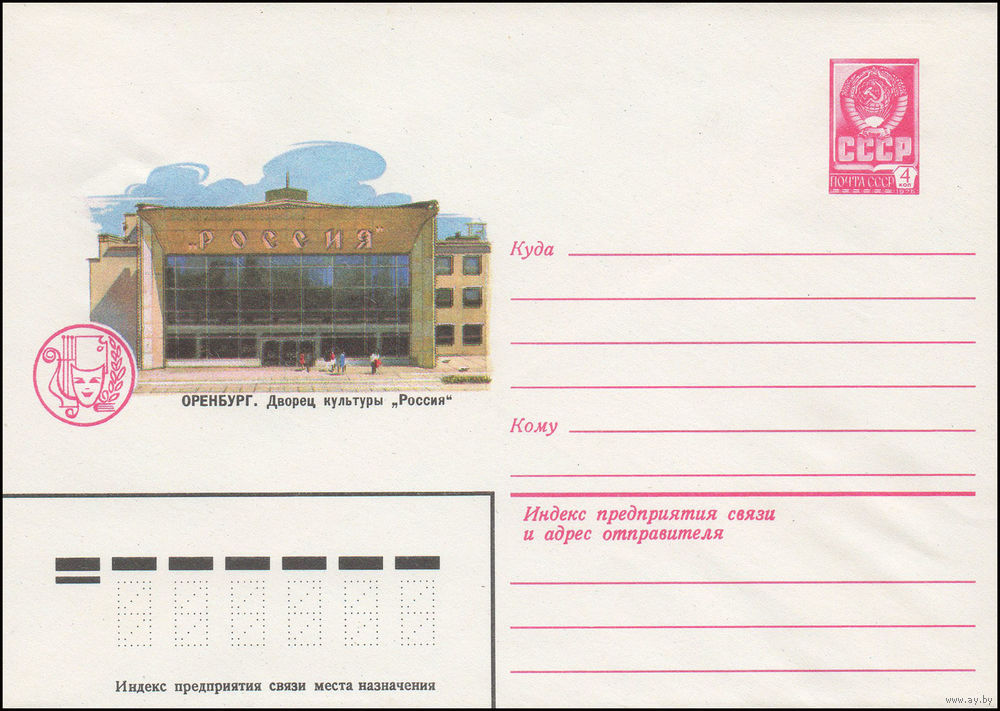 СССР
ПОЧТА СССР
4
КОП
1978
„РОССИЯ“
ОРЕНБУРГ. Дворец культуры „Россия“
Куда
Кому
Индекс предприятия связи
и адрес отправителя
Индекс предприятия связи места назначения
www.ay.by